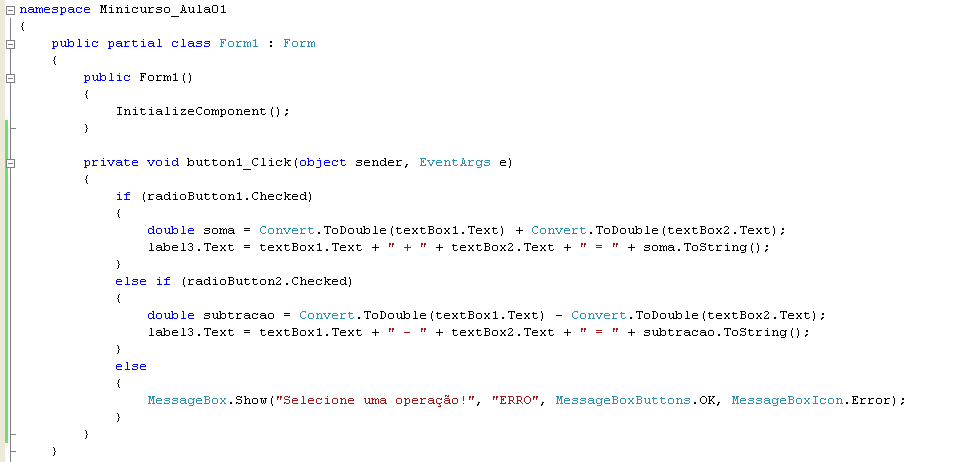 namespace Minicurso_Aula01
{
    public partial class Form1 : Form
    {
        public Form1()
        {
            InitializeComponent();
        }

        private void button1_Click(object sender, EventArgs e)
        {
            if (radioButton1.Checked)
            {
                double soma = Convert.ToDouble(textBox1.Text) + Convert.ToDouble(textBox2.Text);
                label3.Text = textBox1.Text + " + " + textBox2.Text + " = " + soma.ToString();
            }
            else if (radioButton2.Checked)
            {
                double subtracao = Convert.ToDouble(textBox1.Text) - Convert.ToDouble(textBox2.Text);
                label3.Text = textBox1.Text + " - " + textBox2.Text + " = " + subtracao.ToString();
            }
            else
            {
                MessageBox.Show("Selecione uma operação!", "ERRO", MessageBoxButtons.OK, MessageBoxIcon.Error);
            }
        }
    }